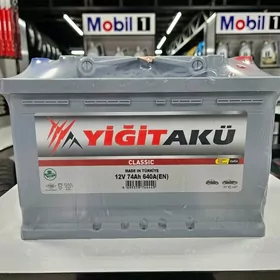 Mobil 1
Mobil 1
YİĞİTAKÜ
CLASSIC
MADE IN TÜRKİYE
12V 74Ah 640A(EN)